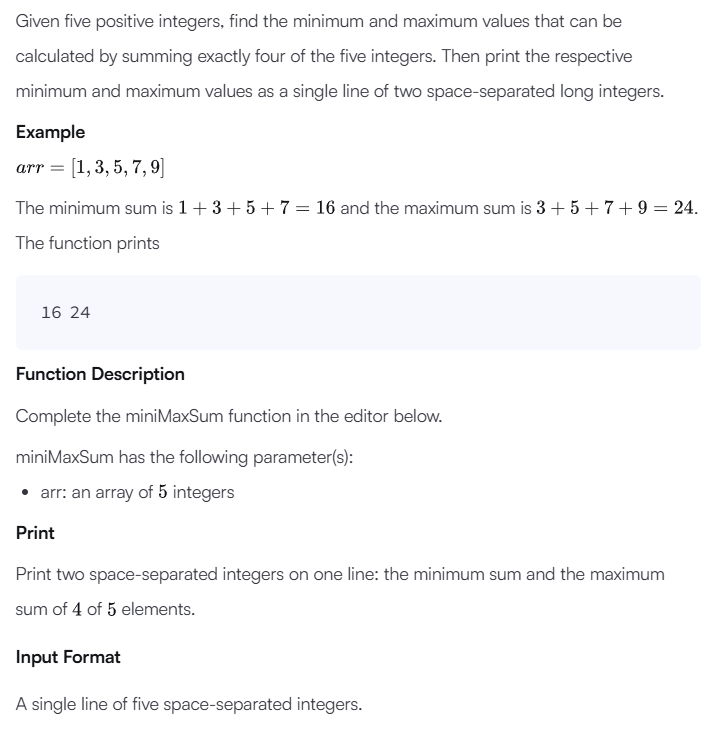 Given five positive integers, find the minimum and maximum values that can be
calculated by summing exactly four of the five integers. Then print the respective
minimum and maximum values as a single line of two space-separated long integers.
Example
arr = [1, 3, 5, 7, 9]
The minimum sum is 1 + 3 + 5 + 7 = 16 and the maximum sum is 3 + 5 + 7 + 9 = 24.
The function prints
16 24
Function Description
Complete the miniMaxSum function in the editor below.
miniMaxSum has the following parameter(s):
• arr: an array of 5 integers
Print
Print two space-separated integers on one line: the minimum sum and the maximum
sum of 4 of 5 elements.
Input Format
A single line of five space-separated integers.